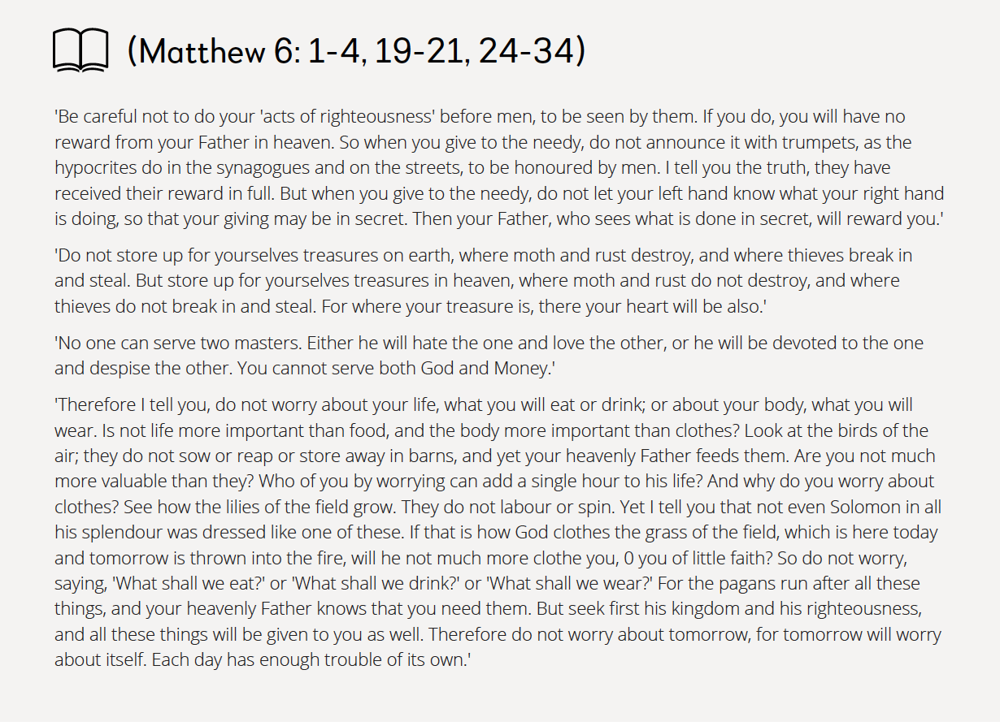 (Matthew 6: 1-4, 19-21, 24-34)
'Be careful not to do your 'acts of righteousness' before men, to be seen by them. If you do, you will have no
reward from your Father in heaven. So when you give to the needy, do not announce it with trumpets, as the
hypocrites do in the synagogues and on the streets, to be honoured by men. I tell you the truth, they have
received their reward in full. But when you give to the needy, do not let your left hand know what your right hand
is doing, so that your giving may be in secret. Then your Father, who sees what is done in secret, will reward you.'
'Do not store up for yourselves treasures on earth, where moth and rust destroy, and where thieves break in
and steal. But store up for yourselves treasures in heaven, where moth and rust do not destroy, and where
thieves do not break in and steal. For where your treasure is, there your heart will be also.'
'No one can serve two masters. Either he will hate the one and love the other, or he will be devoted to the one
and despise the other. You cannot serve both God and Money.'
'Therefore I tell you, do not worry about your life, what you will eat or drink; or about your body, what you will
wear. Is not life more important than food, and the body more important than clothes? Look at the birds of the
air; they do not sow or reap or store away in barns, and yet your heavenly Father feeds them. Are you not much
more valuable than they? Who of you by worrying can add a single hour to his life? And why do you worry about
clothes? See how the lilies of the field grow. They do not labour or spin. Yet I tell you that not even Solomon in all
his splendour was dressed like one of these. If that is how God clothes the grass of the field, which is here today
and tomorrow is thrown into the fire, will he not much more clothe you, 0 you of little faith? So do not worry,
saying, 'What shall we eat?' or 'What shall we drink?' or 'What shall we wear?' For the pagans run after all these
things, and your heavenly Father knows that you need them. But seek first his kingdom and his righteousness,
and all these things will be given to you as well. Therefore do not worry about tomorrow, for tomorrow will worry
about itself. Each day has enough trouble of its own.'